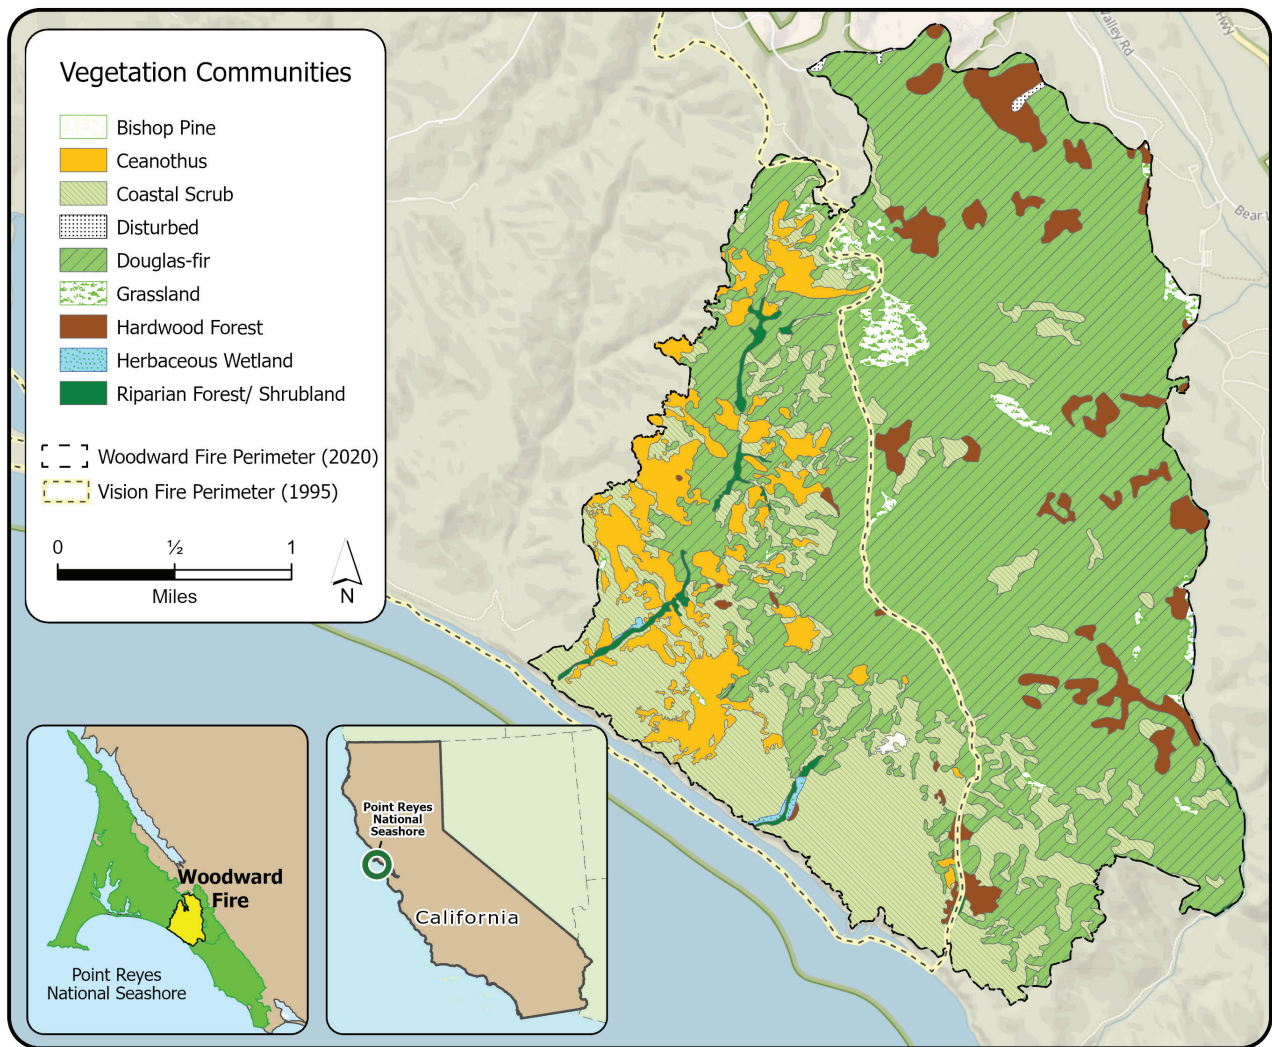 Vegetation Communities
Bishop Pine
Ceanothus
Coastal Scrub
Disturbed
Douglas-fir
Grassland
Hardwood Forest
Herbaceous Wetland
Riparian Forest/ Shrubland
Woodward Fire Perimeter (2020)
Vision Fire Perimeter (1995)
0 ½ 1
Miles
N
Valley Rd
Hwy
Bear
Woodward
Fire
Point Reyes
National Seashore
Point Reyes
National
Seashore
California